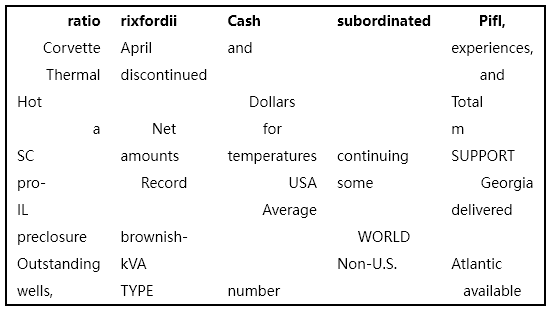 ratio rixfordii Cash subordinated Pifl,
Corvette April and experiences,
Thermal discontinued and
Hot Dollars Total
a Net for m
SC amounts temperatures continuing SUPPORT
pro- Record USA some Georgia
IL Average delivered
preclosure brownish- WORLD
Outstanding kVA Non-U.S. Atlantic
wells, TYPE number available